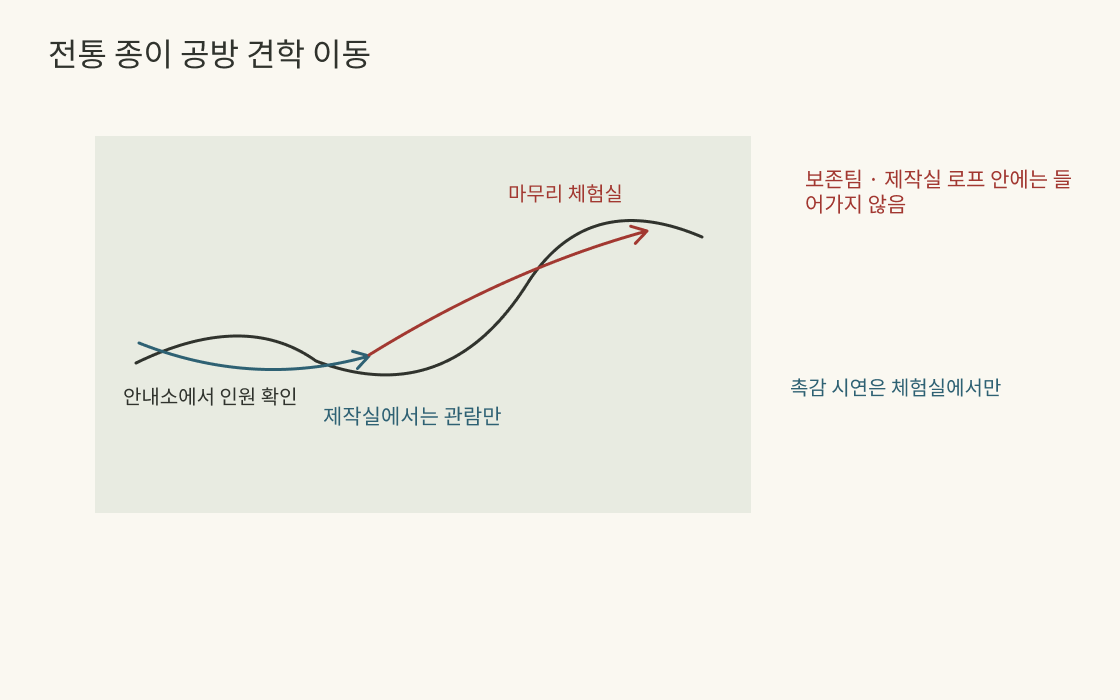 전통 종이 공방 견학 이동
마무리 체험실
보존팀 · 제작실 로프 안에는 들
어가지 않음
안내소에서 인원 확인
제작실에서는 관람만
촉감 시연은 체험실에서만